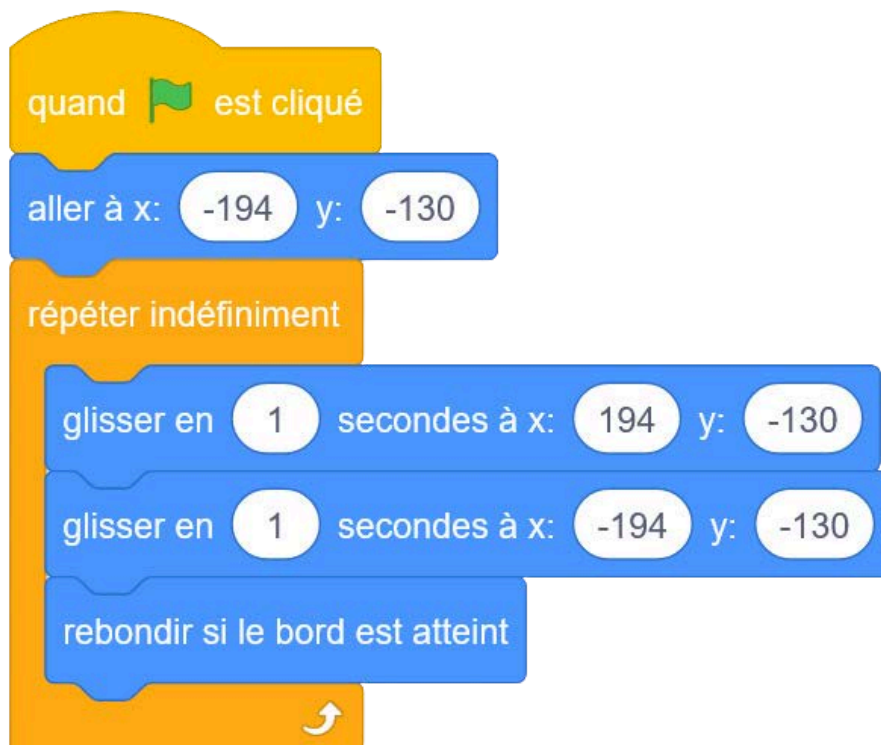 quand est cliqué
aller à x: -194 y: -130
répéter indéfiniment
glisser en 1 secondes à x: 194 y: -130
glisser en 1 secondes à x: -194 y: -130
rebondir si le bord est atteint